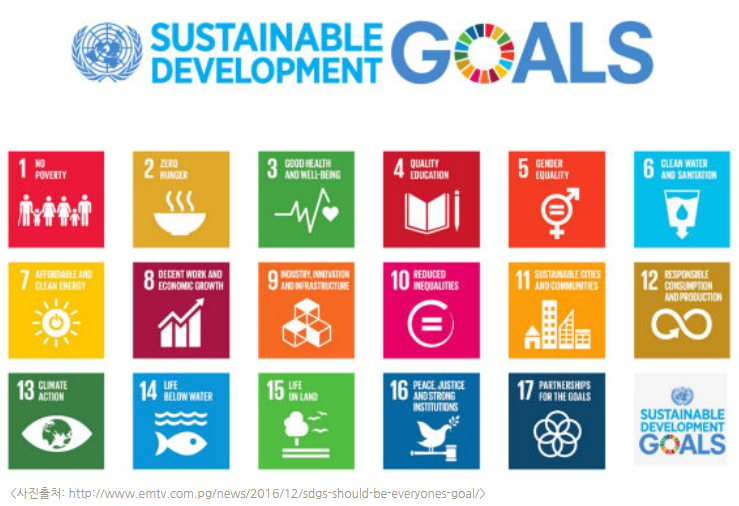 SUSTAINABLE
DEVELOPMENT
GOALS
1 NO
POVERTY
2 ZERO
HUNGER
3 GOOD HEALTH
AND WELL-BEING
4 QUALITY
EDUCATION
5 GENDER
EQUALITY
6 CLEAN WATER
AND SANITATION
7 AFFORDABLE AND
CLEAN ENERGY
8 DECENT WORK AND
ECONOMIC GROWTH
9 INDUSTRY, INNOVATION
AND INFRASTRUCTURE
10 REDUCED
INEQUALITIES
11 SUSTAINABLE CITIES
AND COMMUNITIES
12 RESPONSIBLE
CONSUMPTION
AND PRODUCTION
13 CLIMATE
ACTION
14 LIFE
BELOW WATER
15 LIFE
ON LAND
16 PEACE, JUSTICE
AND STRONG
INSTITUTIONS
17 PARTNERSHIPS
FOR THE GOALS
SUSTAINABLE
DEVELOPMENT
GOALS
<사진출처: http://www.emtv.com.pg/news/2016/12/sdgs-should-be-everyones-goal/>